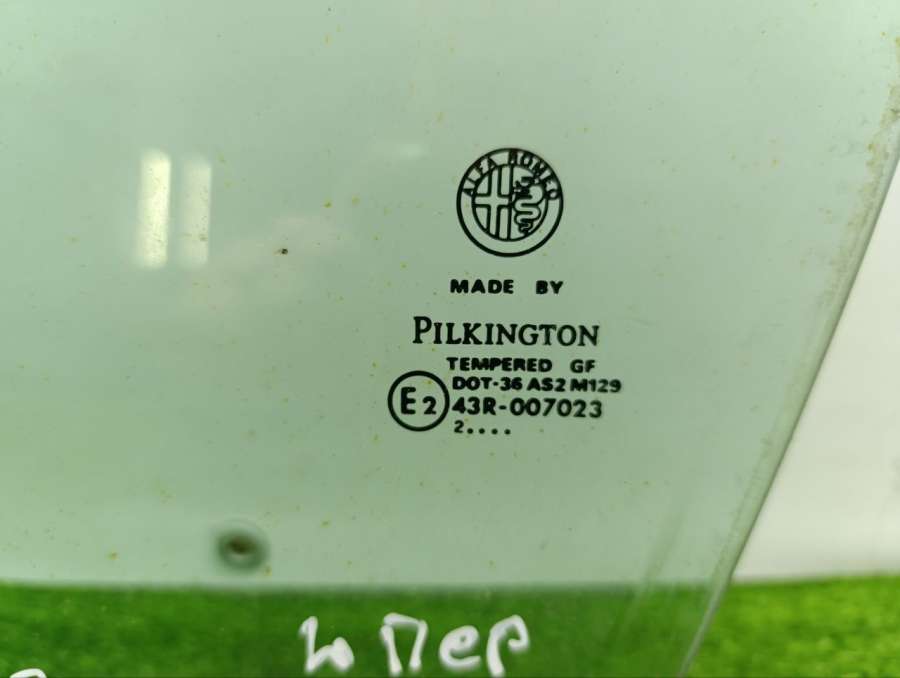 ALFA ROMEO
MADE BY
PILKINGTON
TEMPERED GF
DOT-36 AS2 M129
E2 43R-007023
2....
Пер